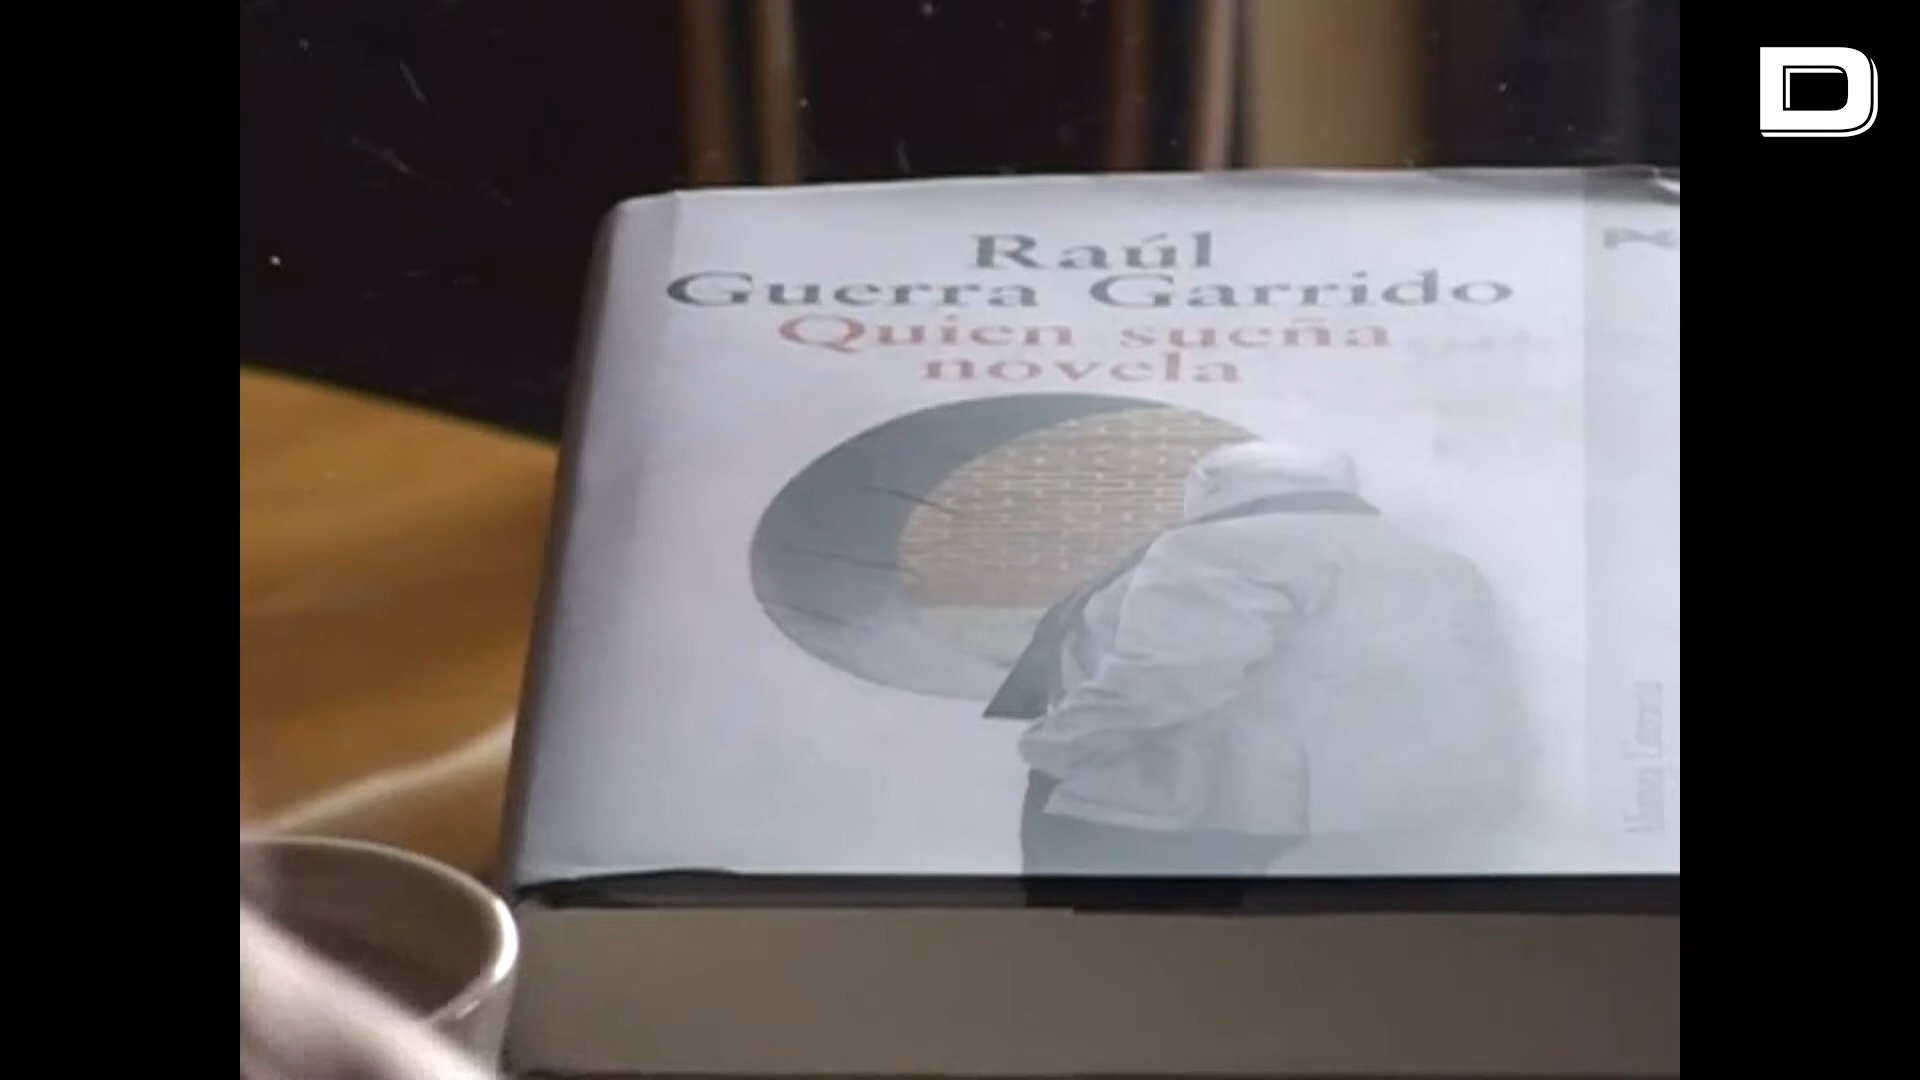 D
Raúl
Guerra Garrido
Quien sueña
novela